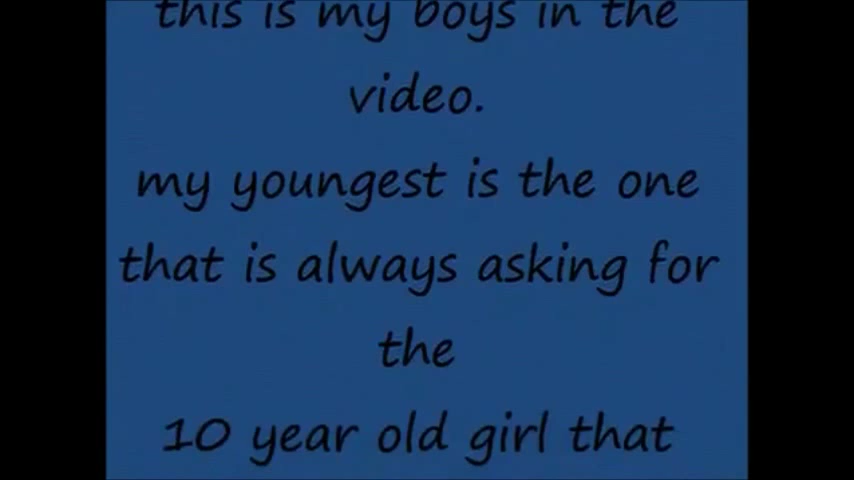 this is my boys in the
video.
my youngest is the one
that is always asking for
the
10 year old girl that